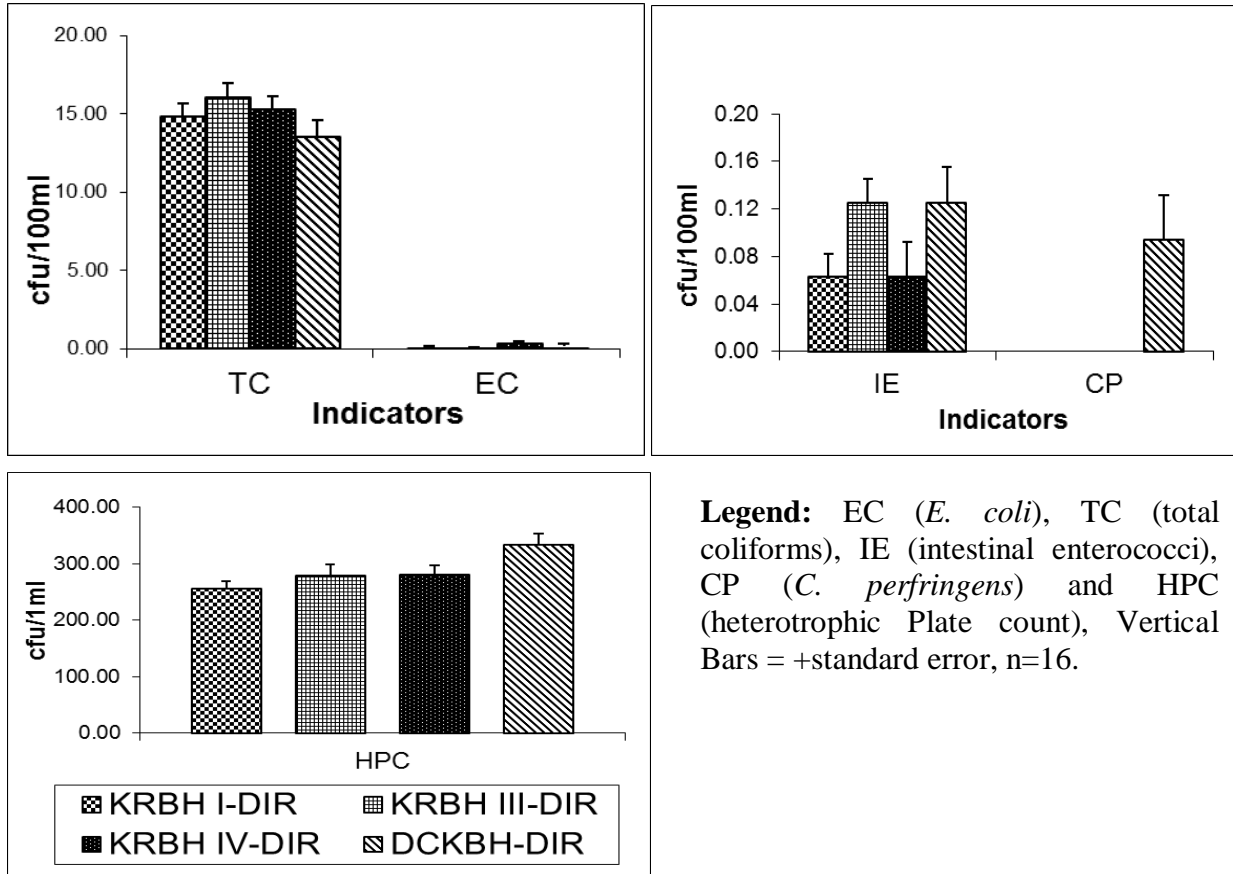 20.00
15.00
10.00
5.00
0.00
cfu/100ml
TC EC
Indicators
0.20
0.16
0.12
0.08
0.04
0.00
cfu/100ml
IE CP
Indicators
400.00
300.00
200.00
100.00
0.00
cfu/1ml
HPC
KRBH I-DIR KRBH III-DIR
KRBH IV-DIR DCKBH-DIR
Legend: EC (E. coli), TC (total
coliforms), IE (intestinal enterococci),
CP (C. perfringens) and HPC
(heterotrophic Plate count), Vertical
Bars = +standard error, n=16.